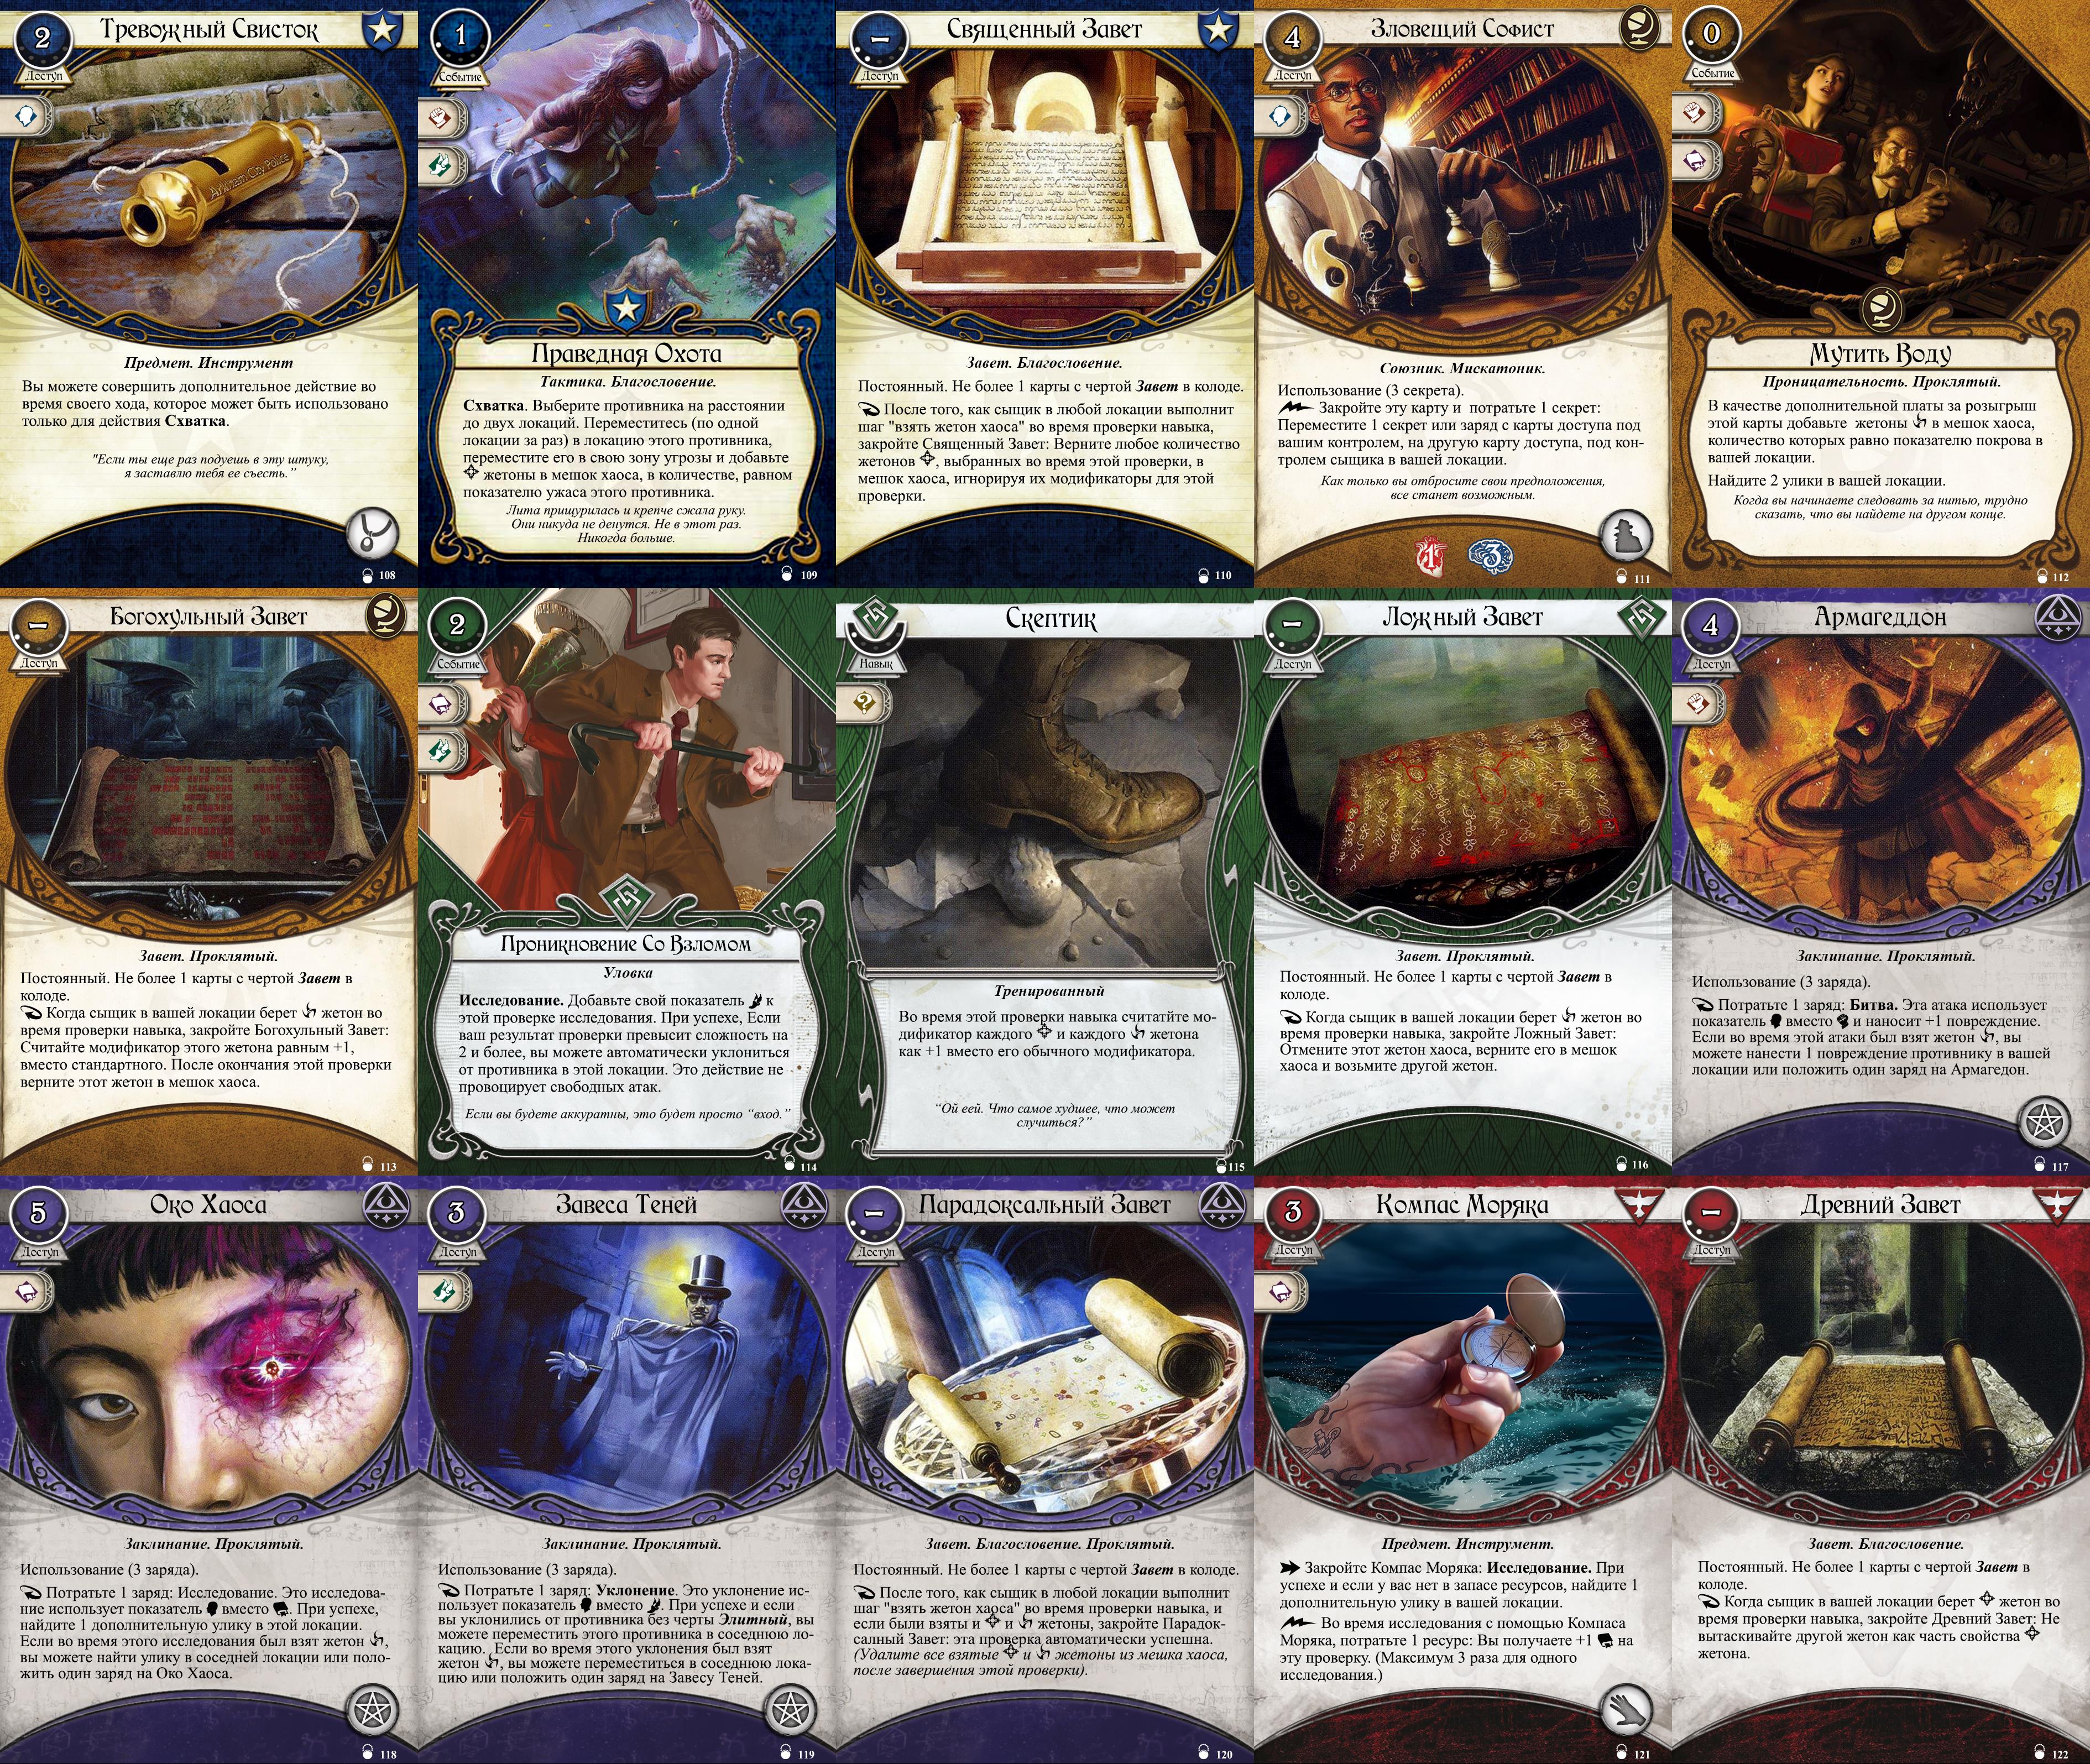 2
Тревожный Свисток
Доступ
Arkham City Police
Предмет. Инструмент
Вы можете совершить дополнительное действие во
время своего хода, которое может быть использовано
только для действия Схватка.
"Если ты еще раз подуешь в эту штуку,
я заставлю тебя ее съесть."
108
1
Событие
Праведная Охота
Тактика. Благословение.
Схватка. Выберите противника на расстоянии
до двух локаций. Переместитесь (по одной
локации за раз) в локацию этого противника,
переместите его в свою зону угрозы и добавьте
жетоны в мешок хаоса, в количестве, равном
показателю ужаса этого противника.
Лита прищурилась и крепче сжала руку.
Они никуда не денутся. Не в этот раз.
Никогда больше.
109
–
Священный Завет
Доступ
Завет. Благословение.
Постоянный. Не более 1 карты с чертой Завет в колоде.
После того, как сыщик в любой локации выполнит
шаг "взять жетон хаоса" во время проверки навыка,
закройте Священный Завет: Верните любое количество
жетонов , выбранных во время этой проверки, в
мешок хаоса, игнорируя их модификаторы для этой
проверки.
110
4
Зловещий Софист
Доступ
Союзник. Мискатоник.
Использование (3 секрета).
Закройте эту карту и потратьте 1 секрет:
Переместите 1 секрет или заряд с карты доступа под
вашим контролем, на другую карту доступа, под кон-
тролем сыщика в вашей локации.
Как только вы отбросите свои предположения,
все станет возможным.
1 3
111
0
Событие
Мутить Воду
Проницательность. Проклятый.
В качестве дополнительной платы за розыгрыш
этой карты добавьте жетоны в мешок хаоса,
количество которых равно показателю покрова в
вашей локации.
Найдите 2 улики в вашей локации.
Когда вы начинаете следовать за нитью, трудно
сказать, что вы найдете на другом конце.
112
–
Богохульный Завет
Доступ
Завет. Проклятый.
Постоянный. Не более 1 карты с чертой Завет в
колоде.
Когда сыщик в вашей локации берет жетон во
время проверки навыка, закройте Богохульный Завет:
Считайте модификатор этого жетона равным +1,
вместо стандартного. После окончания этой проверки
верните этот жетон в мешок хаоса.
113
2
Событие
Проникновение Со Взломом
Уловка
Исследование. Добавьте свой показатель к
этой проверке исследования. При успехе, Если
ваш результат проверки превысит сложность на
2 и более, вы можете автоматически уклониться
от противника в этой локации. Это действие не
провоцирует свободных атак.
Если вы будете аккуратны, это будет просто "вход."
114
Скептик
Навык
?
Тренированный
Во время этой проверки навыка считатйте мо-
дификатор каждого и каждого жетона
как +1 вместо его обычного модификатора.
"Ой еей. Что самое худшее, что может
случиться?"
115
–
Ложный Завет
Доступ
Завет. Проклятый.
Постоянный. Не более 1 карты с чертой Завет в
колоде.
Когда сыщик в вашей локации берет жетон во
время проверки навыка, закройте Ложный Завет:
Отмените этот жетон хаоса, верните его в мешок
хаоса и возьмите другой жетон.
116
4
Армагеддон
Доступ
Заклинание. Проклятый.
Использование (3 заряда).
Потратьте 1 заряд: Битва. Эта атака использует
показатель вместо и наносит +1 повреждение.
Если во время этой атаки был взят жетон , вы
можете нанести 1 повреждение противнику в вашей
локации или положить один заряд на Армагедон.
117
5
Око Хаоса
Доступ
Заклинание. Проклятый.
Использование (3 заряда).
Потратьте 1 заряд: Исследование. Это исследова-
ние использует показатель вместо . При успехе,
найдите 1 дополнительную улику в этой локации.
Если во время этого исследования был взят жетон ,
вы можете найти улику в соседней локации или поло-
жить один заряд на Око Хаоса.
118
3
Завеса Теней
Доступ
Заклинание. Проклятый.
Использование (3 заряда).
Потратьте 1 заряд: Уклонение. Это уклонение ис-
пользует показатель вместо . При успехе и если
вы уклонились от противника без черты Элитный, вы
можете переместить этого противника в соседнюю ло-
кацию. Если во время этого уклонения был взят
жетон , вы можете переместиться в соседнюю лока-
цию или положить один заряд на Завесу Теней.
119
–
Парадоксальный Завет
Доступ
Завет. Благословение. Проклятый.
Постоянный. Не более 1 карты с чертой Завет в колоде.
После того, как сыщик в любой локации выполнит
шаг "взять жетон хаоса" во время проверки навыка, и
если были взяты и и жетоны, закройте Парадок-
салный Завет: эта проверка автоматически успешна.
(Удалите все взятые и жетоны из мешка хаоса,
после завершения этой проверки).
120
3
Компас Моряка
Доступ
Предмет. Инструмент.
Закройте Компас Моряка: Исследование. При
успехе и если у вас нет в запасе ресурсов, найдите 1
дополнительную улику в вашей локации.
Во время исследования с помощью Компаса
Моряка, потратьте 1 ресурс: Вы получаете +1 на
эту проверку. (Максимум 3 раза для одного
исследования.)
121
–
Древний Завет
Доступ
Завет. Благословение.
Постоянный. Не более 1 карты с чертой Завет в
колоде.
Когда сыщик в вашей локации берет жетон во
время проверки навыка, закройте Древний Завет: Не
вытаскивайте другой жетон как часть свойства
жетона.
122